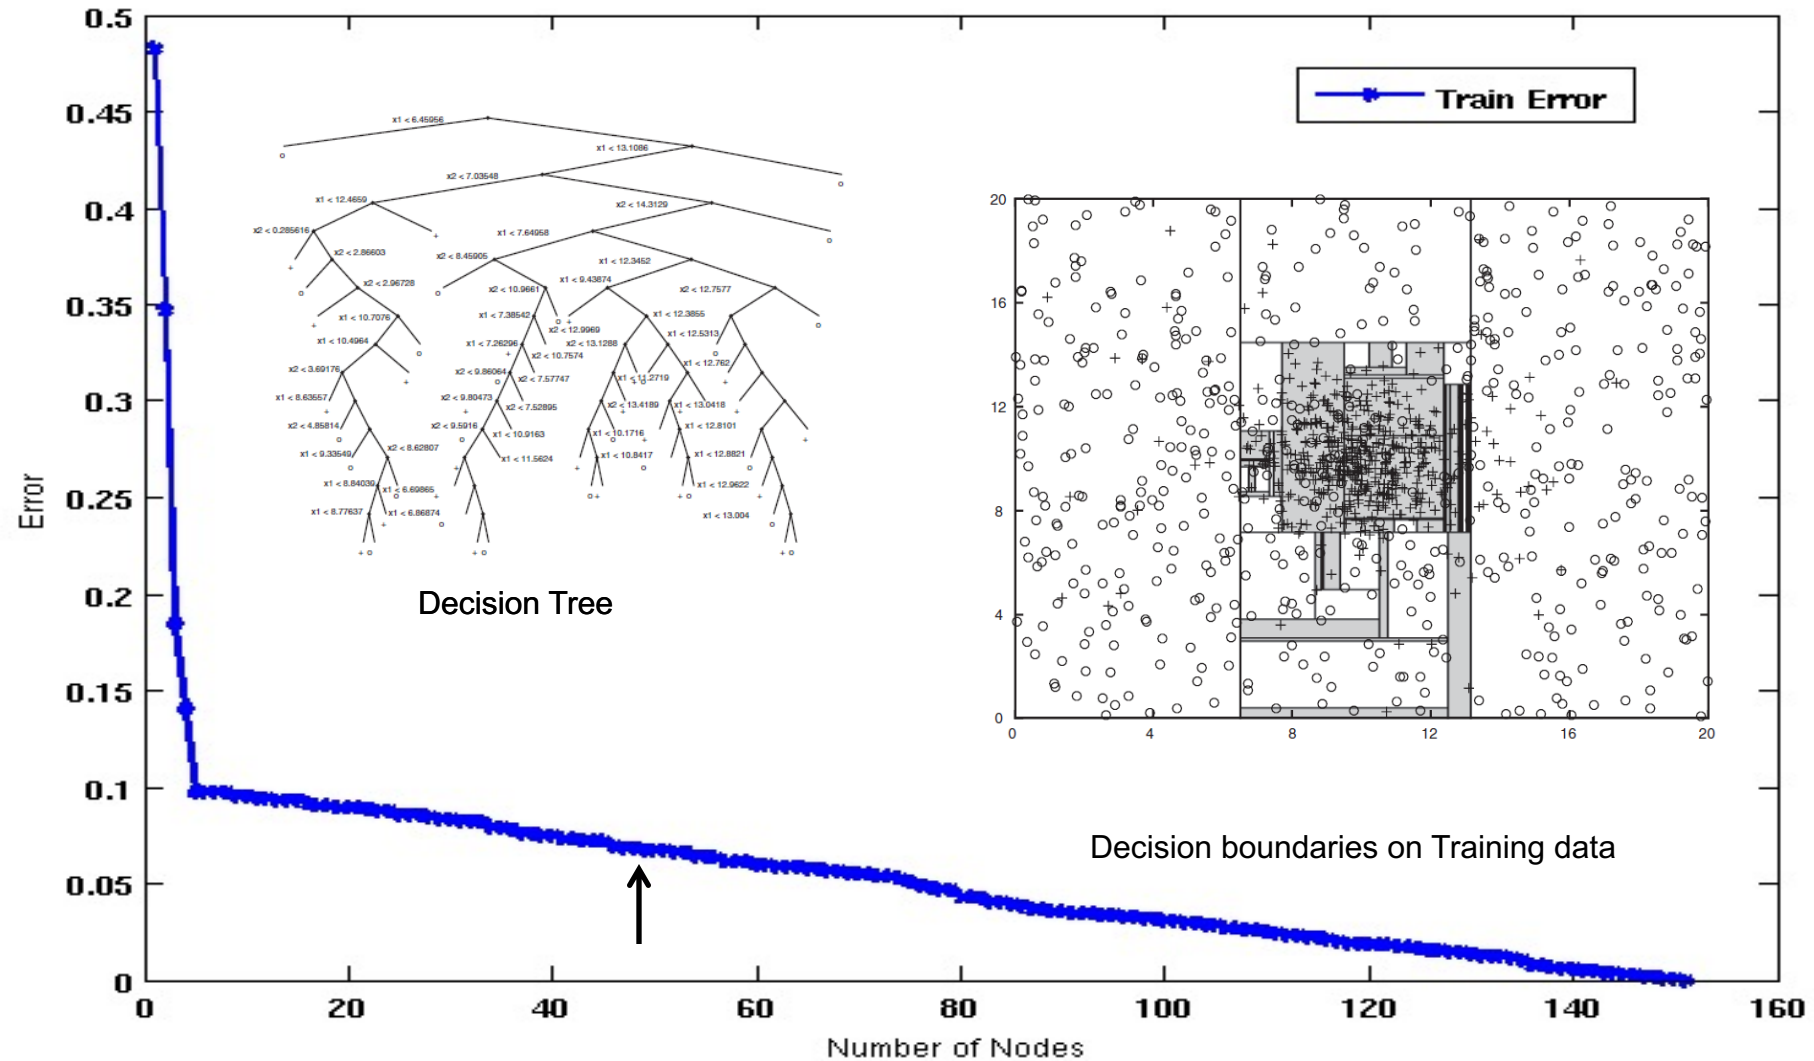 0.5
0.45
0.4
0.35
0.3
0.25
0.2
0.15
0.1
0.05
0
Error
0 20 40 60 80 100 120 140 160
Number of Nodes
Train Error
x1 < 6.45956
x1 < 13.1086
x2 < 7.03548
x1 < 12.4659
x2 < 14.3129
x2 < 0.285616
x1 < 7.64958
x2 < 2.86603
x2 < 8.45905
x1 < 12.3452
x2 < 2.96728
x2 < 10.9661
x1 < 9.43874
x2 < 12.7577
x1 < 10.7076
x1 < 7.38542
x1 < 12.3855
x2 < 12.9969
x1 < 10.4964
x1 < 7.26296
x2 < 13.1288
x1 < 12.5313
x2 < 10.7574
x2 < 3.69176
x2 < 9.86064
x2 < 7.57747
x1 < 11.2719
x1 < 12.762
x1 < 8.63557
x2 < 9.80473
x2 < 7.52895
x2 < 13.4189
x1 < 13.0418
x2 < 4.85814
x2 < 9.5916
x1 < 10.9163
x1 < 10.1716
x1 < 12.8101
x1 < 9.33549
x2 < 8.62807
x1 < 11.5624
x1 < 10.8417
x1 < 12.8821
x1 < 8.84039
x1 < 6.69865
x1 < 12.9622
x1 < 8.77637
x1 < 6.86874
x1 < 13.004
Decision Tree
20
16
12
8
4
0
0 4 8 12 16 20
Decision boundaries on Training data